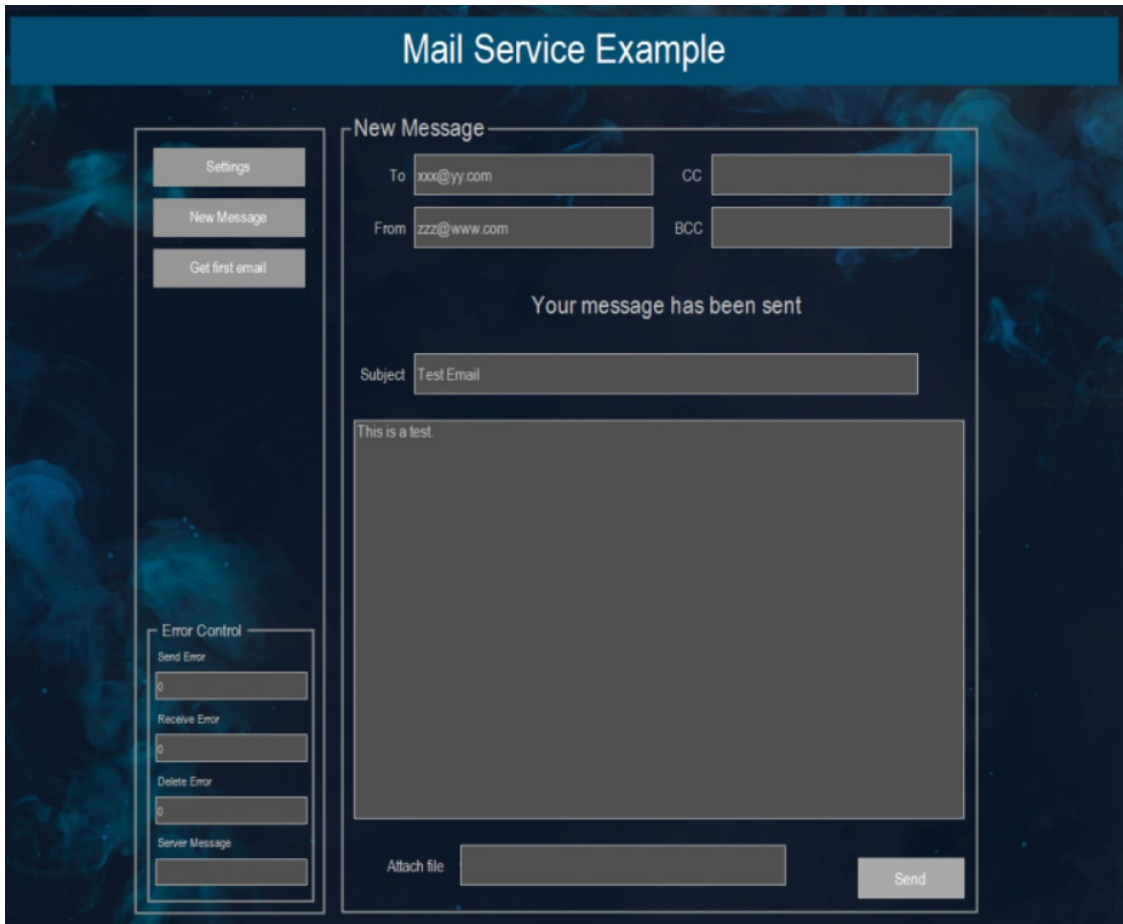 Mail Service Example
Settings
New Message
Get first email
Error Control
Send Error
0
Receive Error
0
Delete Error
0
Server Message
New Message
To xxx@yy.com CC
From zzz@www.com BCC
Your message has been sent
Subject Test Email
This is a test.
Attach file
Send